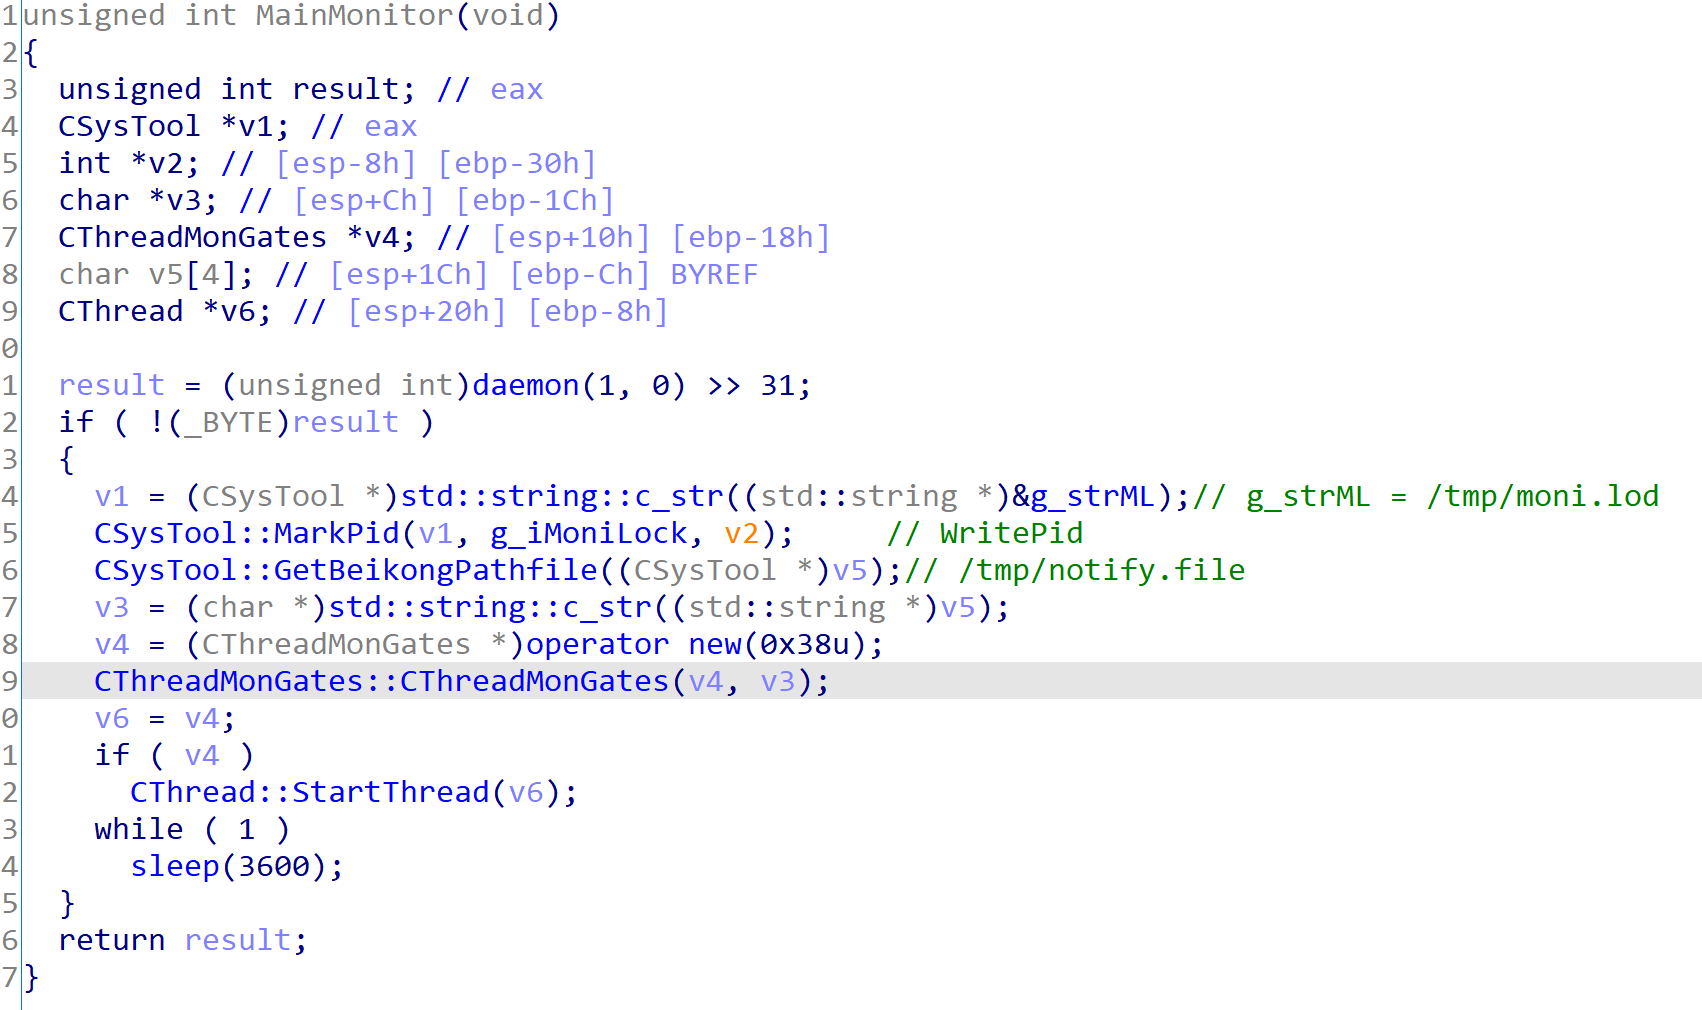 1 unsigned int MainMonitor(void)
2 {
3   unsigned int result; // eax
4   CSysTool *v1; // eax
5   int *v2; // [esp-8h] [ebp-30h]
6   char *v3; // [esp+Ch] [ebp-1Ch]
7   CThreadMonGates *v4; // [esp+10h] [ebp-18h]
8   char v5[4]; // [esp+1Ch] [ebp-Ch] BYREF
9   CThread *v6; // [esp+20h] [ebp-8h]
0
1   result = (unsigned int)daemon(1, 0) >> 31;
2   if ( !(_BYTE)result )
3   {
4     v1 = (CSysTool *)std::string::c_str((std::string *)&g_strML);// g_strML = /tmp/moni.lod
5     CSysTool::MarkPid(v1, g_iMoniLock, v2);     // WritePid
6     CSysTool::GetBeikongPathfile((CSysTool *)v5);// /tmp/notify.file
7     v3 = (char *)std::string::c_str((std::string *)v5);
8     v4 = (CThreadMonGates *)operator new(0x38u);
9     CThreadMonGates::CThreadMonGates(v4, v3);
0     v6 = v4;
1     if ( v4 )
2       CThread::StartThread(v6);
3     while ( 1 )
4       sleep(3600);
5   }
6   return result;
7 }